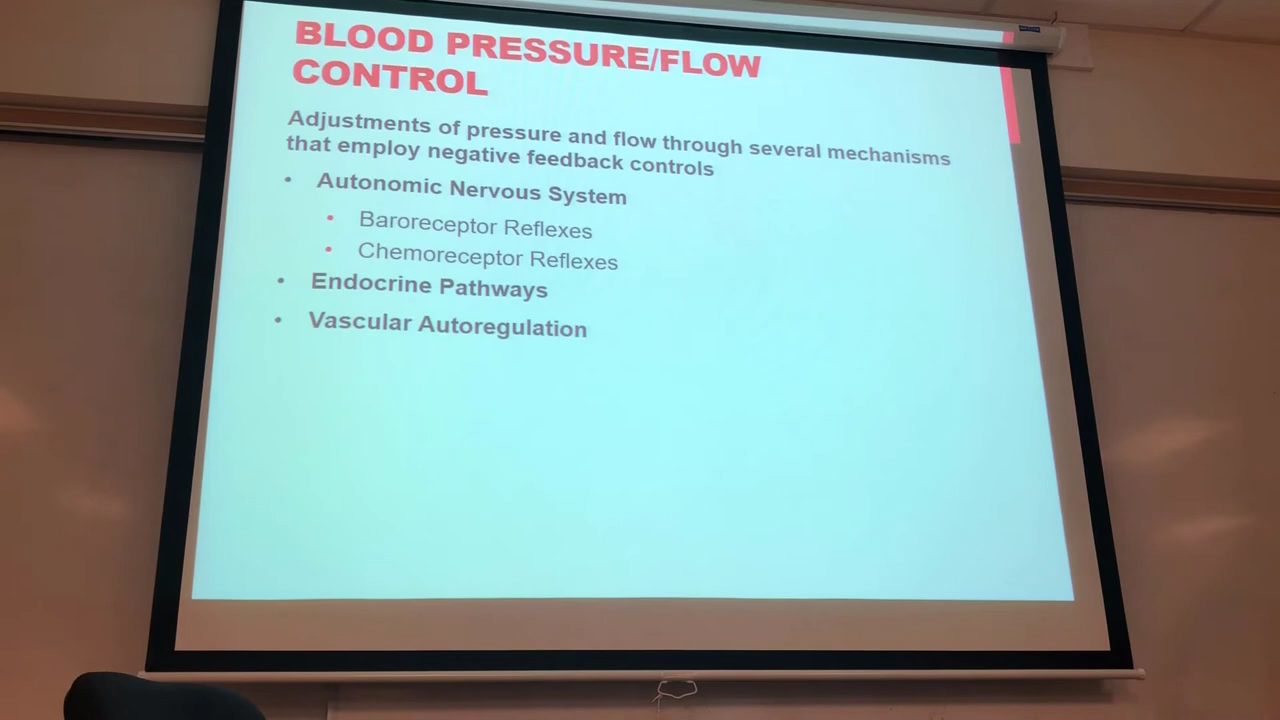 BLOOD PRESSURE/FLOW
CONTROL
Adjustments of pressure and flow through several mechanisms
that employ negative feedback controls
• Autonomic Nervous System
• Baroreceptor Reflexes
• Chemoreceptor Reflexes
• Endocrine Pathways
• Vascular Autoregulation